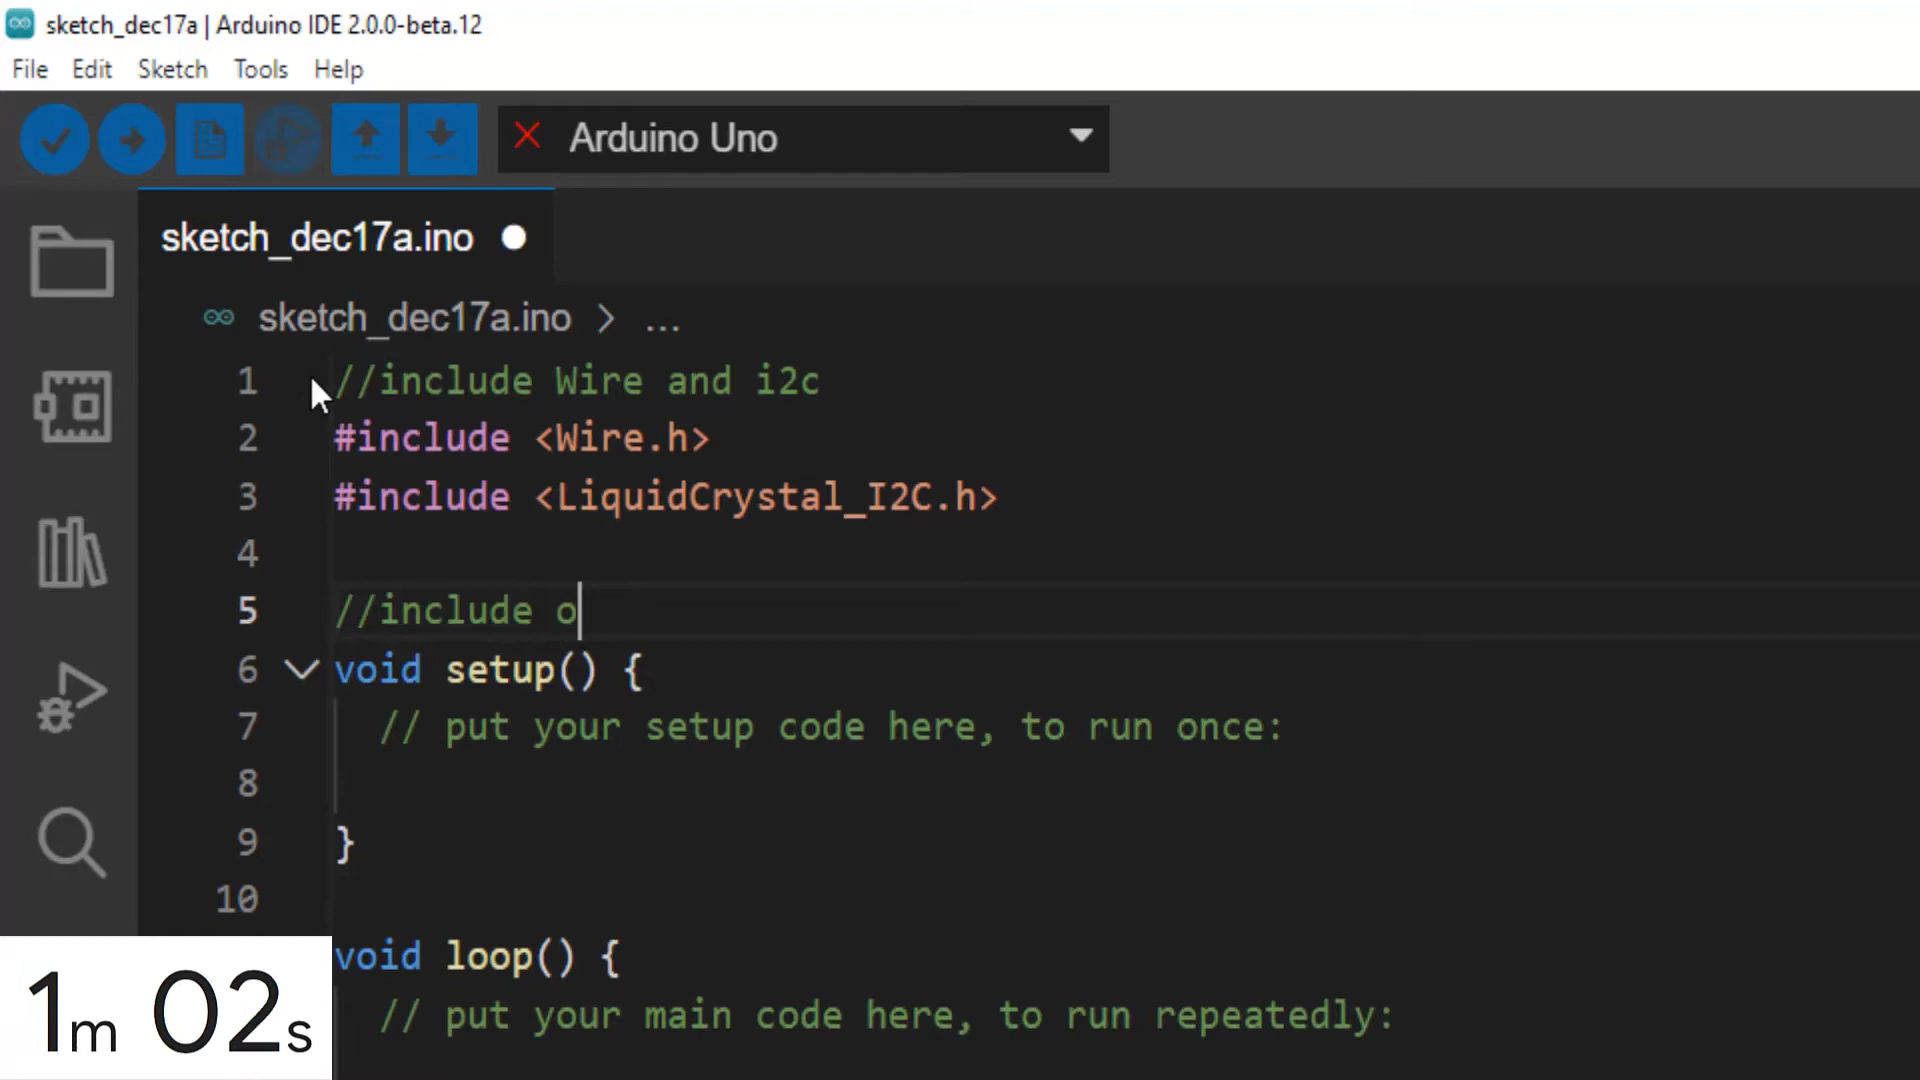 sketch_dec17a | Arduino IDE 2.0.0-beta.12
File Edit Sketch Tools Help
Arduino Uno
sketch_dec17a.ino
sketch_dec17a.ino > ...
1 //include Wire and i2c
2 #include <Wire.h>
3 #include <LiquidCrystal_I2C.h>
4
5 //include o
6 void setup() {
7 // put your setup code here, to run once:
8
9 }
10
void loop() {
// put your main code here, to run repeatedly:
1m 02s